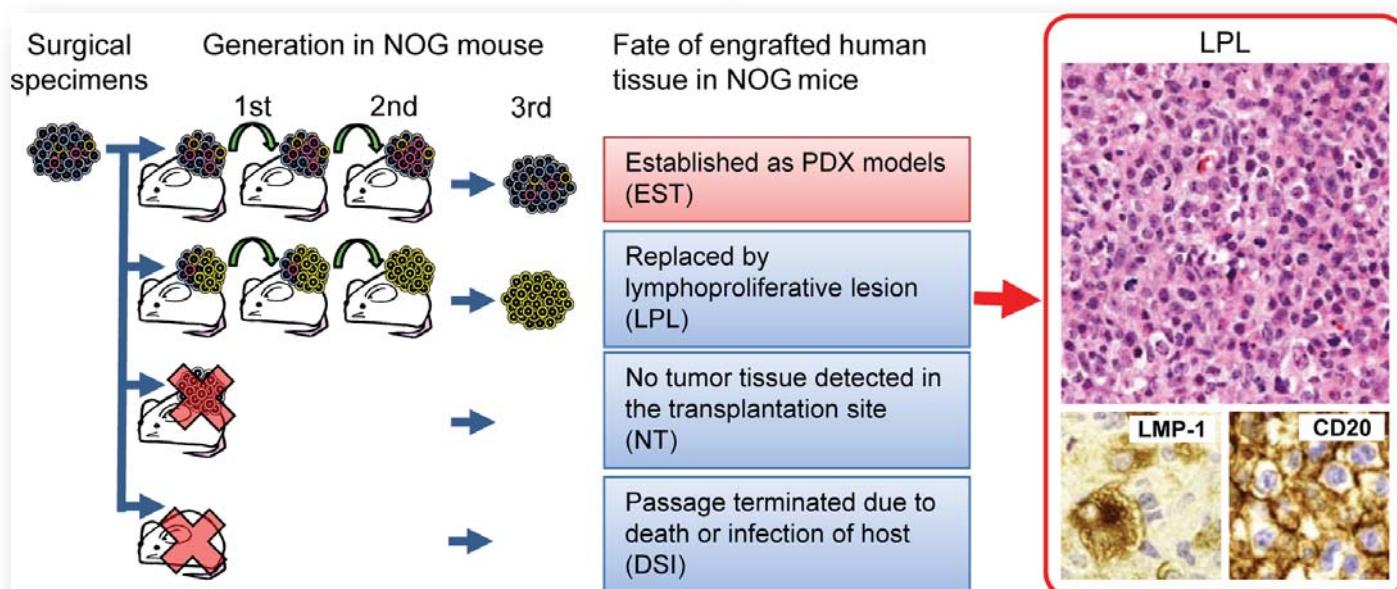 Surgical
specimens
Generation in NOG mouse
1st
2nd
3rd
Fate of engrafted human
tissue in NOG mice
Established as PDX models
(EST)
Replaced by
lymphoproliferative lesion
(LPL)
No tumor tissue detected in
the transplantation site
(NT)
Passage terminated due to
death or infection of host
(DSI)
LPL
LMP-1
CD20